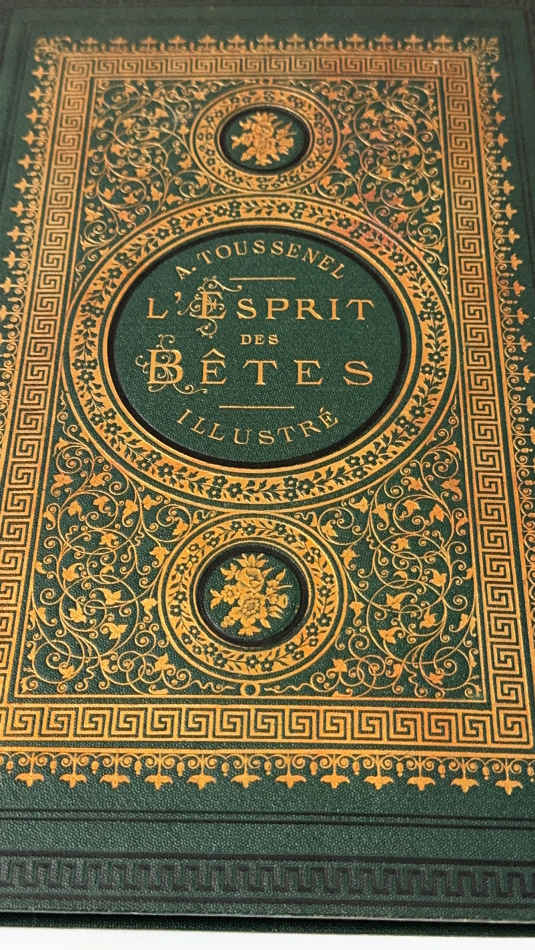 A. TOUSSENEL
L'ESPRIT
DES
BÊTES
ILLUSTRÉ